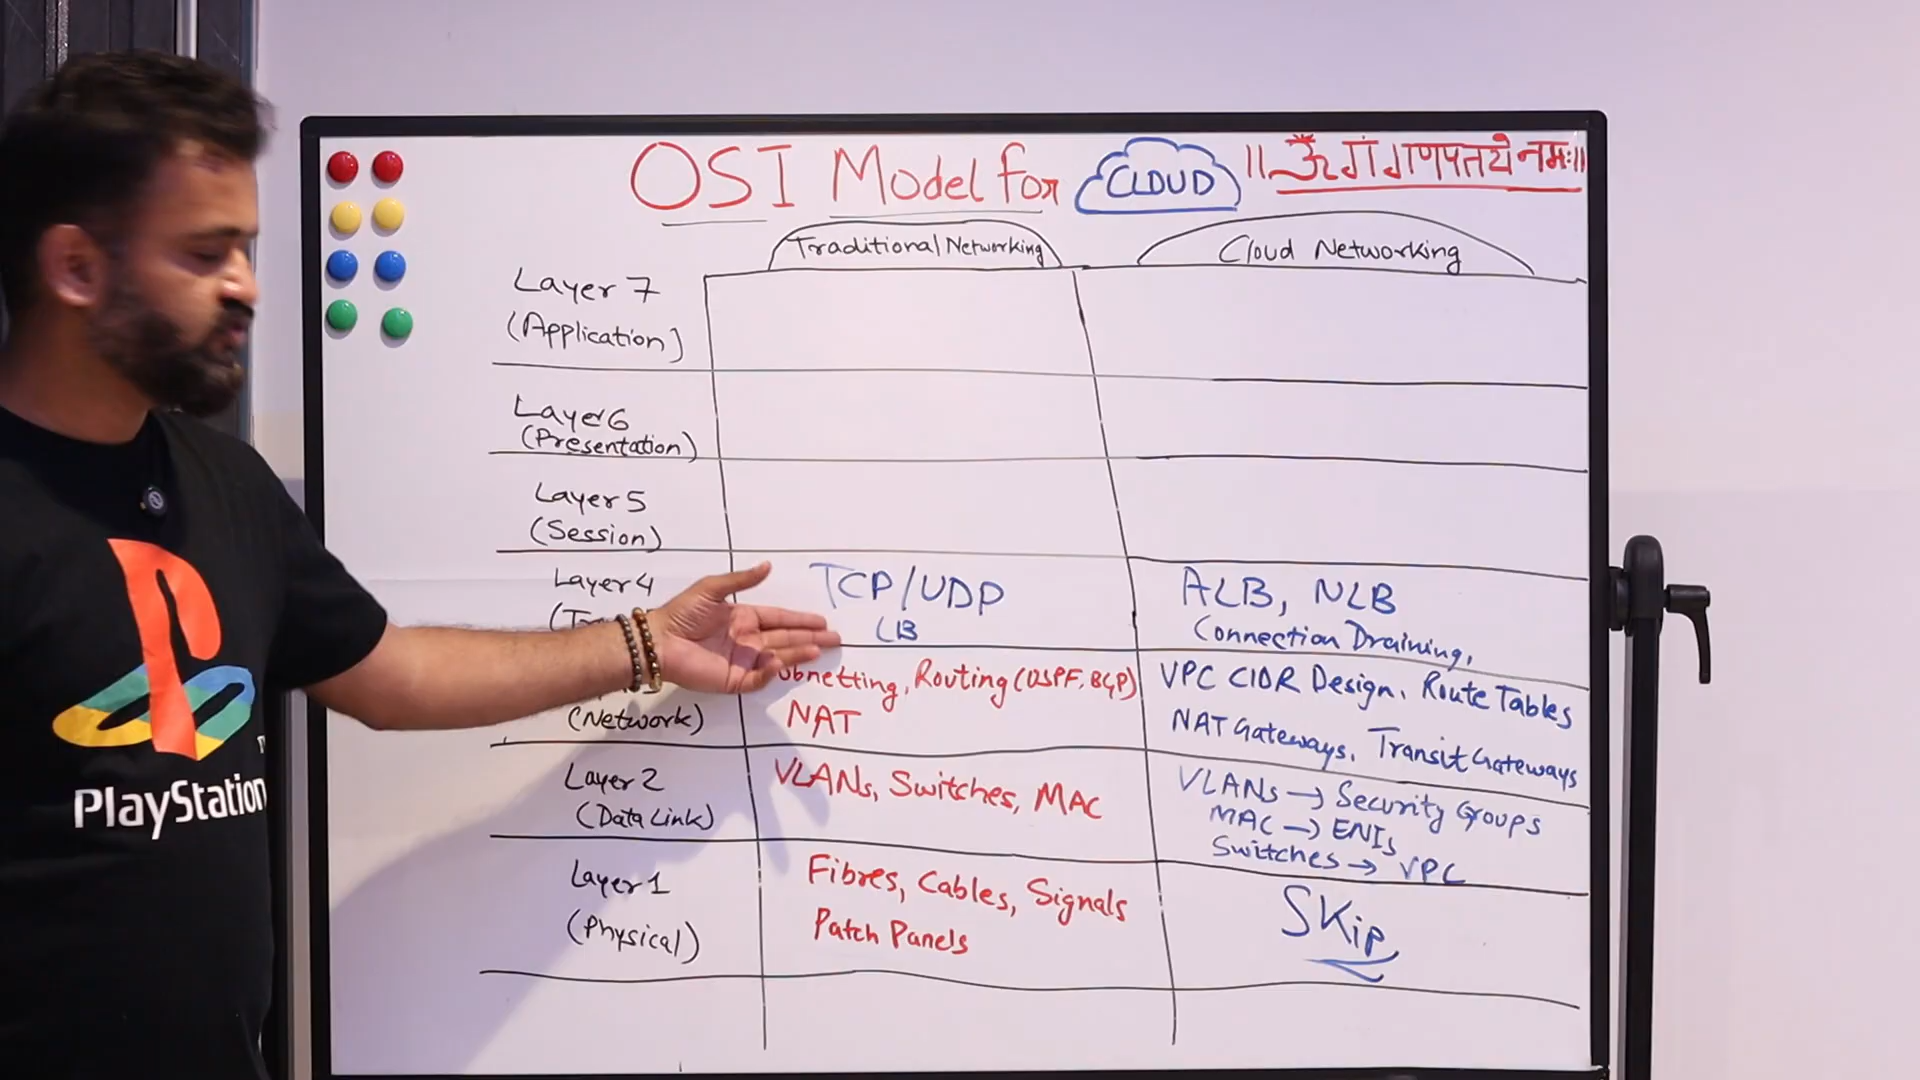 OSI Model for CLOUD ॥ ॐ गं गणपतये नमः॥
Traditional Networking Cloud Networking
Layer 7
(Application)
Layer 6
(Presentation)
Layer 5
(Session)
Layer 4 TCP/UDP ALB, NLB
LB Connection Draining,
ubnetting, Routing (OSPF, BGP) VPC CIDR Design, Route Tables
(Network) NAT NAT Gateways, Transit Gateways
Layer 2 VLANs, Switches, MAC VLANs → Security Groups
(Data Link) MAC → ENIs
Switches → VPC
Layer 1 Fibres, Cables, Signals SKip
(Physical) Patch Panels
PlayStation